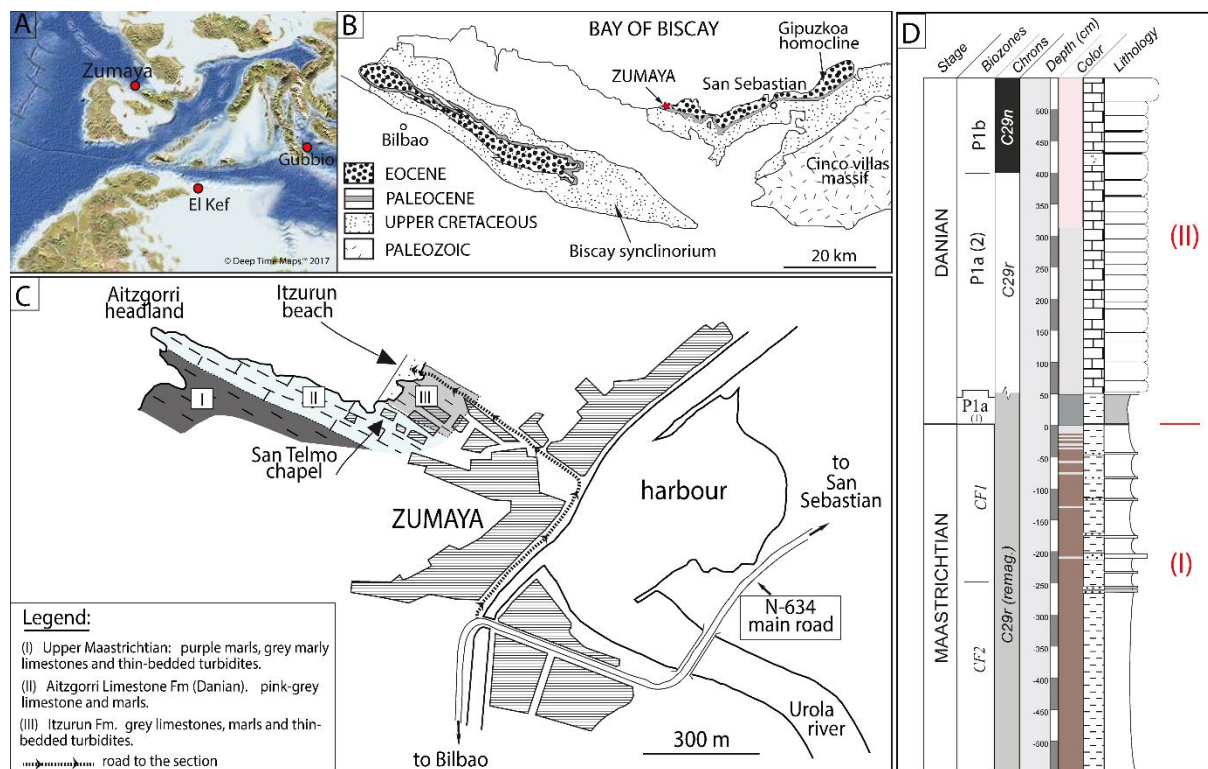 A
Zumaya
Gubbio
El Kef
© Deep Time Maps™ 2017
B
BAY OF BISCAY
Gipuzkoa
homocline
ZUMAYA
San Sebastian
Bilbao
Cinco villas
massif
EOCENE
PALEOCENE
UPPER CRETACEOUS
PALEOZOIC
Biscay synclinorium
20 km
C
Aitzgorri
headland
Itzurun
beach
I
II
III
San Telmo
chapel
ZUMAYA
harbour
to
San
Sebastian
N-634
main road
Urola
river
to Bilbao
300 m
Legend:
(I) Upper Maastrichtian: purple marls, grey marly
limestones and thin-bedded turbidites.
(II) Aitzgorri Limestone Fm (Danian). pink-grey
limestone and marls.
(III) Itzurun Fm. grey limestones, marls and thin-
bedded turbidites.
road to the section
D
Stage
Biozones
Chrons
Depth (cm)
Color
Lithology
DANIAN
MAASTRICHTIAN
P1b
P1a (2)
P1a
(1)
CF1
CF2
C29n
C29r
C29r (remag.)
600
550
500
450
400
350
300
250
200
150
100
50
0
-50
-100
-150
-200
-250
-300
-350
-400
-450
-500
(II)
(I)